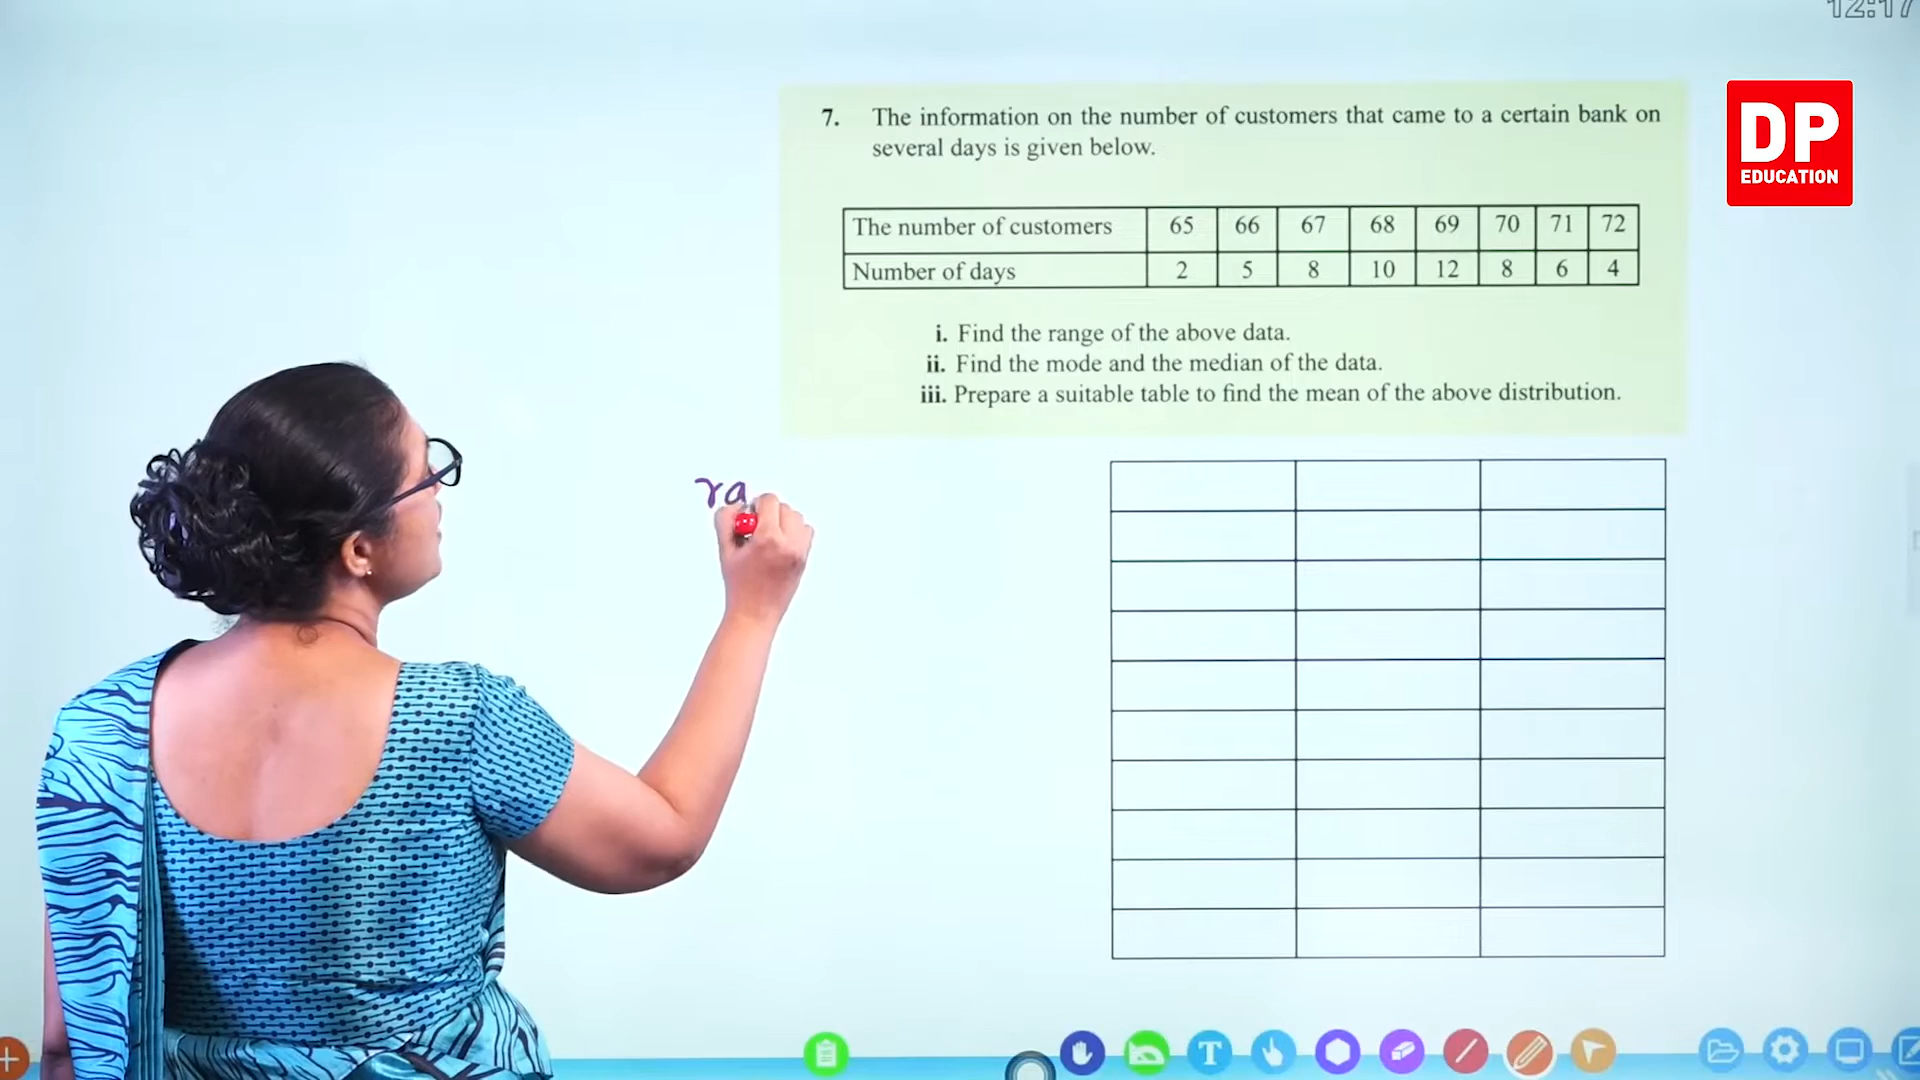 12:17
7. The information on the number of customers that came to a certain bank on
several days is given below.
DP
EDUCATION
The number of customers 65 66 67 68 69 70 71 72
Number of days 2 5 8 10 12 8 6 4
i. Find the range of the above data.
ii. Find the mode and the median of the data.
iii. Prepare a suitable table to find the mean of the above distribution.
ra
T